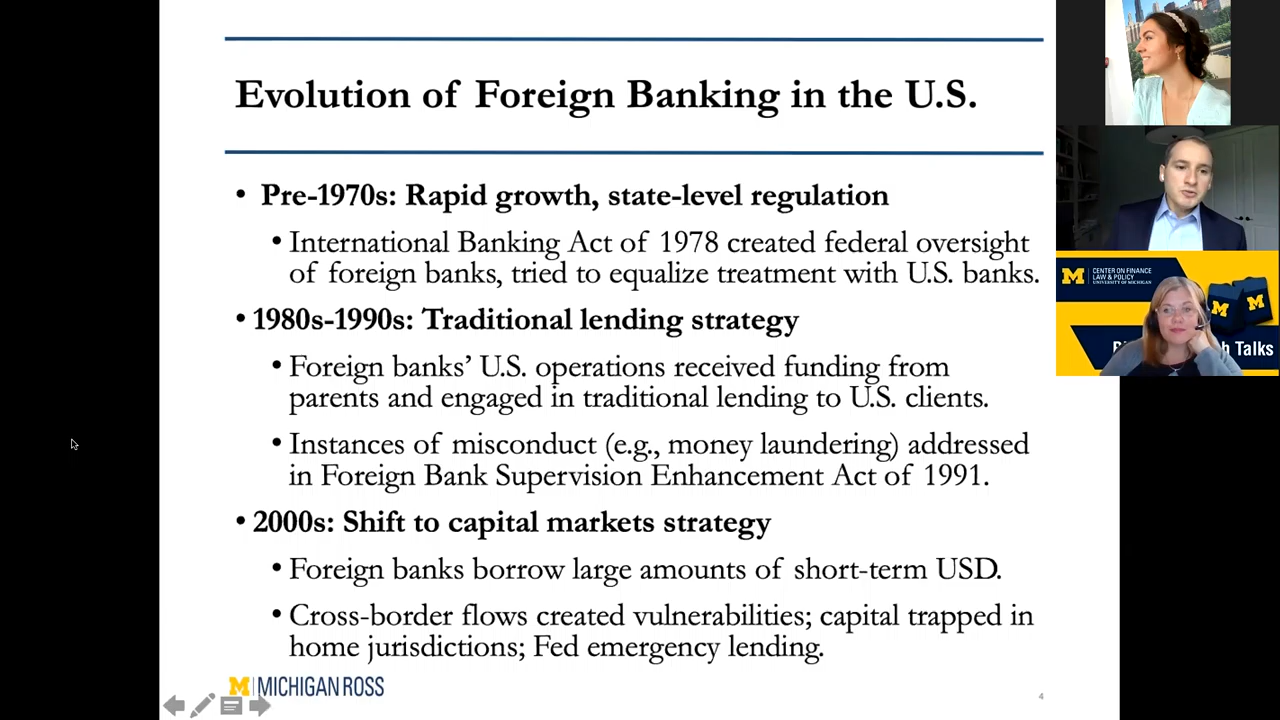 Evolution of Foreign Banking in the U.S.
• Pre-1970s: Rapid growth, state-level regulation
• International Banking Act of 1978 created federal oversight
of foreign banks, tried to equalize treatment with U.S. banks.
• 1980s-1990s: Traditional lending strategy
• Foreign banks’ U.S. operations received funding from
parents and engaged in traditional lending to U.S. clients.
• Instances of misconduct (e.g., money laundering) addressed
in Foreign Bank Supervision Enhancement Act of 1991.
• 2000s: Shift to capital markets strategy
• Foreign banks borrow large amounts of short-term USD.
• Cross-border flows created vulnerabilities; capital trapped in
home jurisdictions; Fed emergency lending.
M MICHIGAN ROSS
4
M CENTER ON FINANCE
LAW & POLICY
UNIVERSITY OF MICHIGAN
M M
Talks